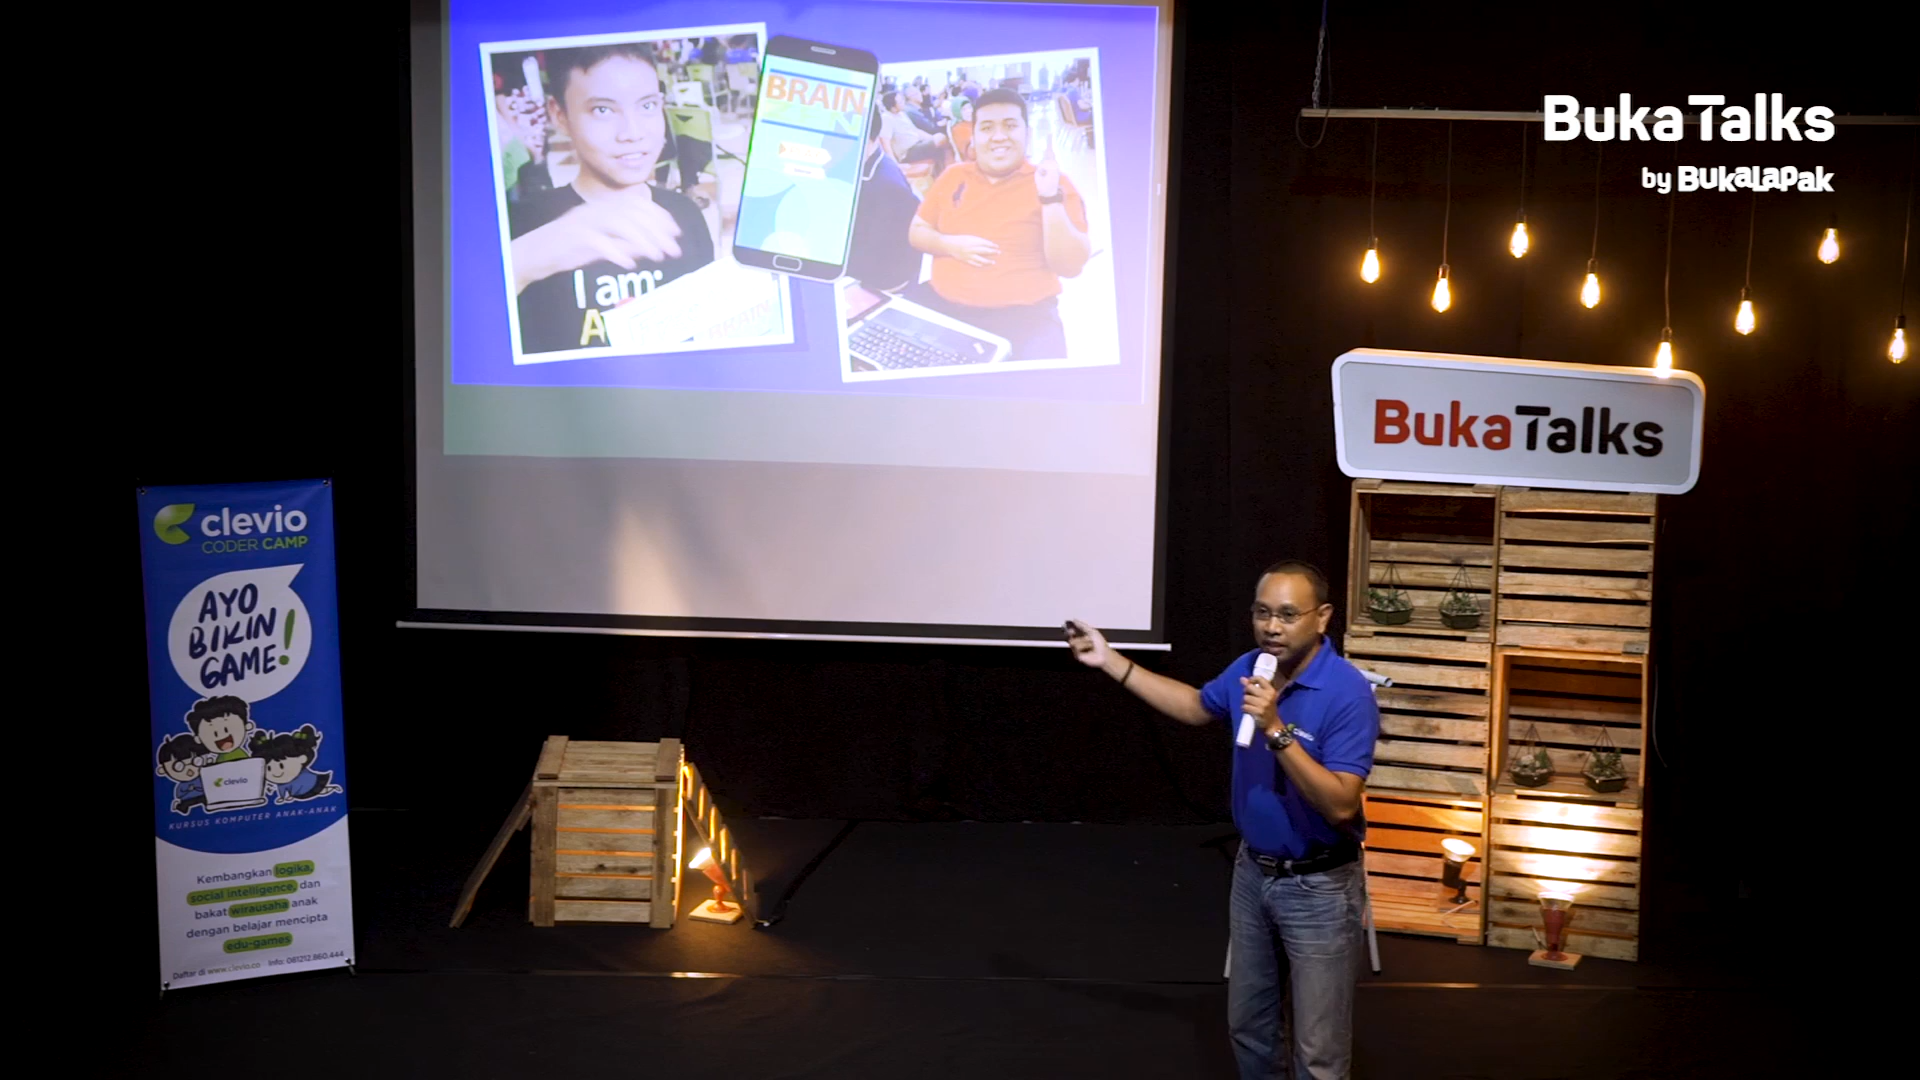 BukaTalks
by BukaLapak
BRAIN
I am:
BRAIN
BukaTalks
clevio
CODER CAMP
AYO
BIKIN
GAME!
clevio
KURSUS KOMPUTER ANAK-ANAK
Kembangkan logika,
social intelligence, dan
bakat wirausaha anak
dengan belajar mencipta
edu-games
Daftar di www.clevio.co Info: 081212.860.444
clevio